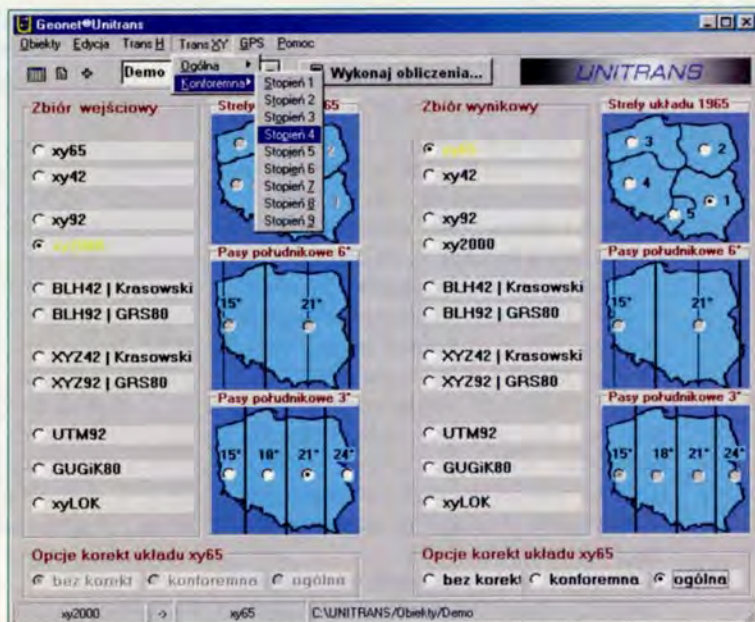 Geonet®Unitrans
Obiekty Edycja Trans H Trans XY GPS Pomoc
Demo
Ogólna
Konforemna
Stopień 1
Stopień 2
Stopień 3
Stopień 4
Stopień 5
Stopień 6
Stopień 7
Stopień 8
Stopień 9
Wykonaj obliczenia...
UNITRANS
Zbiór wejściowy
xy65
xy42
xy92
xy2000
BLH42 | Krasowski
BLH92 | GRS80
XYZ42 | Krasowski
XYZ92 | GRS80
UTM92
GUGiK80
xyLOK
Strefy 65
2
1
Pasy południkowe 6°
15° 21°
Pasy południkowe 3°
15° 18° 21° 24°
Opcje korekt układu xy65
bez korekt konforemna ogólna
Zbiór wynikowy
xy65
xy42
xy92
xy2000
BLH42 | Krasowski
BLH92 | GRS80
XYZ42 | Krasowski
XYZ92 | GRS80
UTM92
GUGiK80
xyLOK
Strefy układu 1965
3 2
4 1
5
Pasy południkowe 6°
15° 21°
Pasy południkowe 3°
15° 18° 21° 24°
Opcje korekt układu xy65
bez korekt konforemna ogólna
xy2000 -> xy65 C:\UNITRANS/Obiekty/Demo